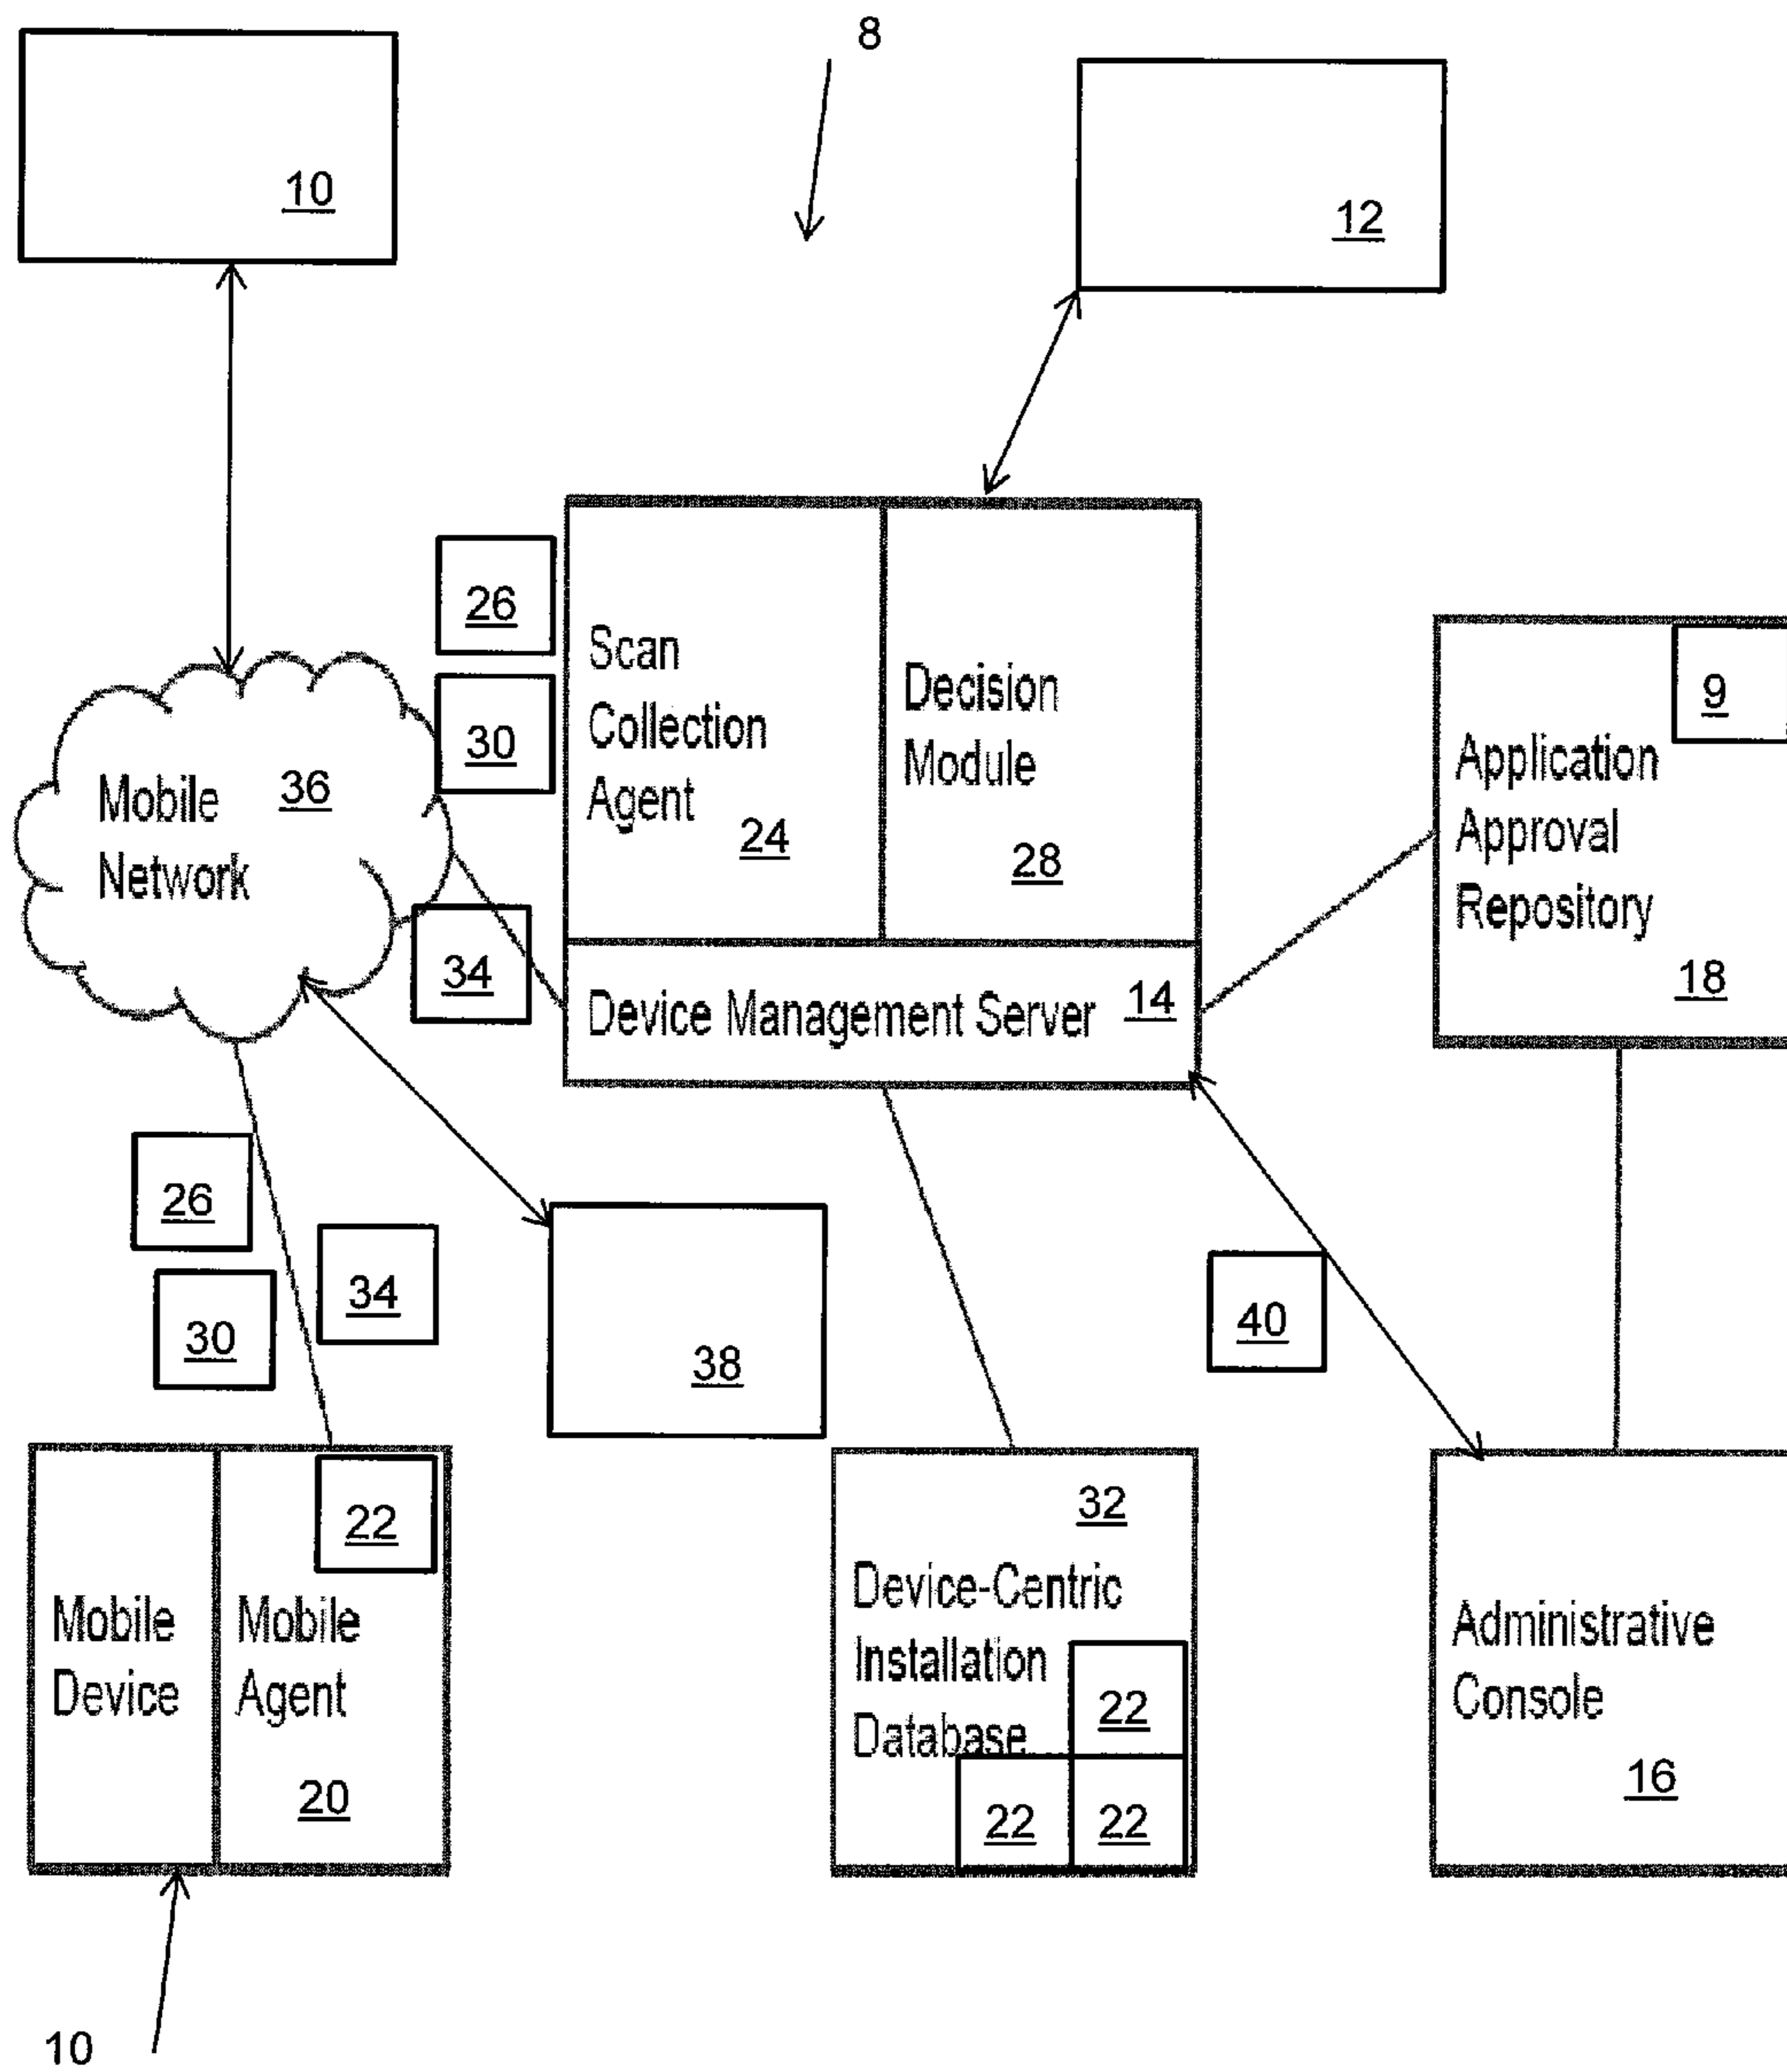 8
10
12
26
30
Scan
Collection
Agent
24
Decision
Module
28
9
Application
Approval
Repository
18
Mobile
Network
36
34
Device Management Server
14
26
30
34
38
40
Mobile
Device
22
Mobile
Agent
20
32
Device-Centric
Installation
Database
22
22
22
Administrative
Console
16
10